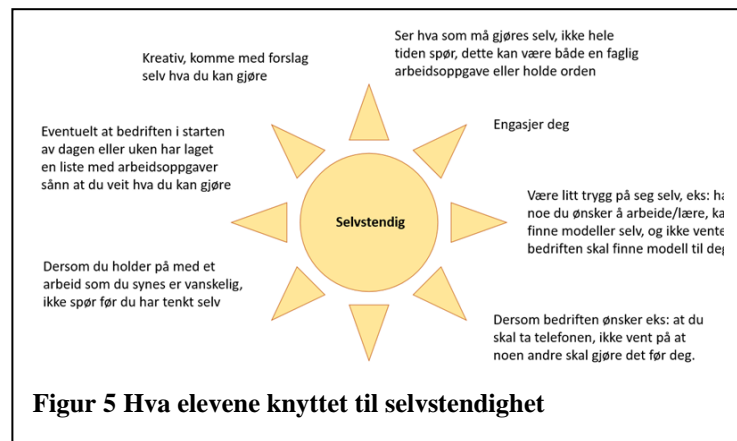 Kreativ, komme med forslag
selv hva du kan gjøre
Ser hva som må gjøres selv, ikke hele
tiden spør, dette kan være både en faglig
arbeidsoppgave eller holde orden
Eventuelt at bedriften i starten
av dagen eller uken har laget
en liste med arbeidsoppgaver
sånn at du veit hva du kan gjøre
Engasjer deg
Selvstendig
Være litt trygg på seg selv, eks:
noe du ønsker å arbeide/lære,
finne modeller selv, og ikke vente
bedriften skal finne modell til
Dersom du holder på med et
arbeid som du synes er vanskelig,
ikke spør før du har tenkt selv
Dersom bedriften ønsker eks: at du
skal ta telefonen, ikke vent på at
noen andre skal gjøre det før deg.
Figur 5 Hva elevene knyttet til selvstendighet